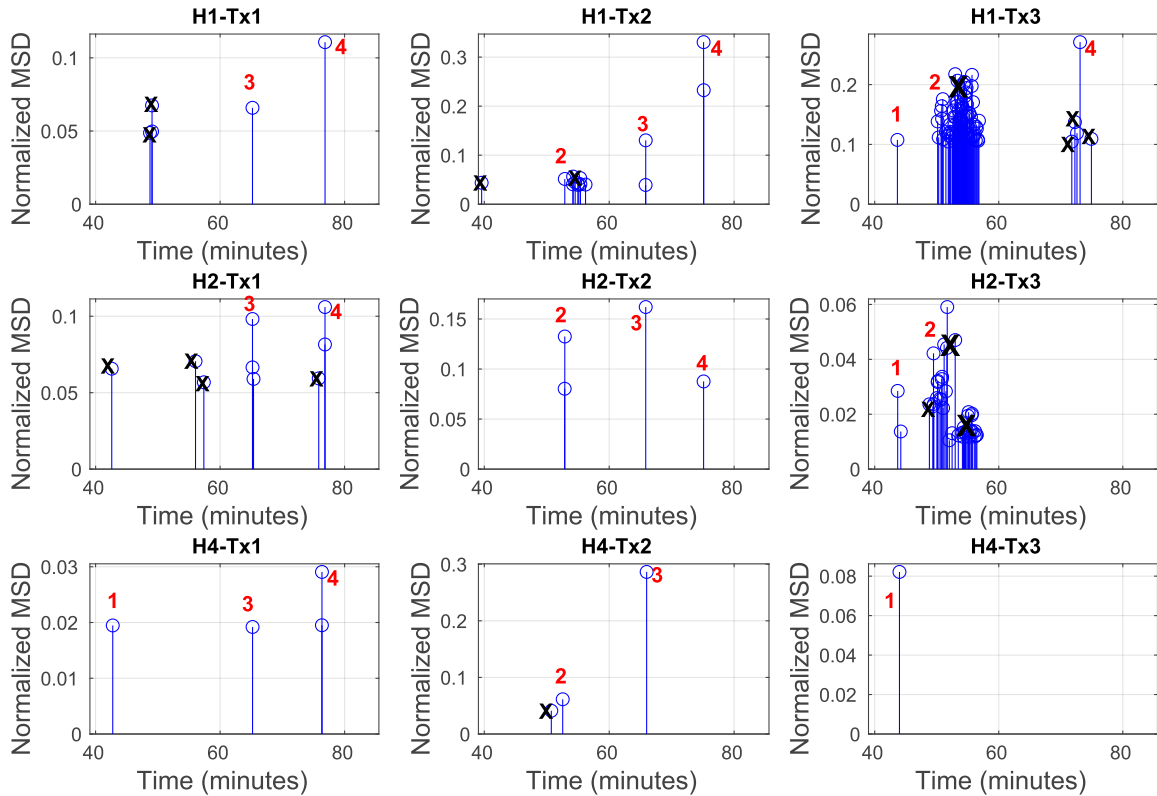 H1-Tx1
Normalized MSD
0.1
0.05
0
4
3
X
X
40 60 80
Time (minutes)
H1-Tx2
Normalized MSD
0.3
0.2
0.1
0
4
3
2
X
X
40 60 80
Time (minutes)
H1-Tx3
Normalized MSD
0.2
0.1
0
4
2
1
X
X
X
X
40 60 80
Time (minutes)
H2-Tx1
Normalized MSD
0.1
0.05
0
3
4
X
X
X
X
40 60 80
Time (minutes)
H2-Tx2
Normalized MSD
0.15
0.1
0.05
0
2
3
4
40 60 80
Time (minutes)
H2-Tx3
Normalized MSD
0.06
0.04
0.02
0
2
1
X
X
X
40 60 80
Time (minutes)
H4-Tx1
Normalized MSD
0.03
0.02
0.01
0
4
1
3
40 60 80
Time (minutes)
H4-Tx2
Normalized MSD
0.3
0.2
0.1
0
3
2
X
40 60 80
Time (minutes)
H4-Tx3
Normalized MSD
0.08
0.06
0.04
0.02
0
1
40 60 80
Time (minutes)